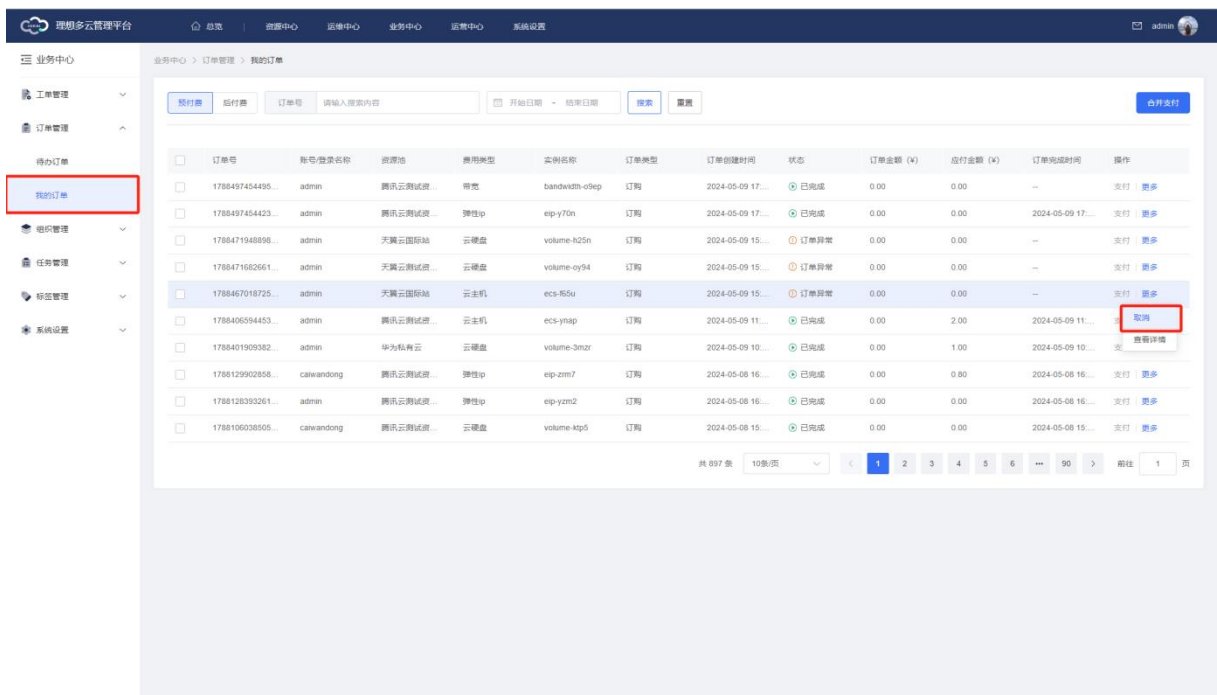 理想多云管理平台 总览 | 资源中心 运维中心 业务中心 运营中心 系统设置 admin
业务中心
业务中心 > 订单管理 > 我的订单
工单管理
订单管理
待办订单
我的订单
组织管理
任务管理
标签管理
系统设置
预付费 后付费 订单号 请输入搜索内容 开始日期 - 结束日期 搜索 重置 合并支付
订单号 账号/登录名称 资源池 费用类型 实例名称 订单类型 订单创建时间 状态 订单金额 (¥) 应付金额 (¥) 订单完成时间 操作
1788497454495... admin 腾讯云测试资... 带宽 bandwidth-o9ep 订购 2024-05-09 17:... 已完成 0.00 0.00 -- 支付 更多
1788497454423... admin 腾讯云测试资... 弹性ip eip-y70n 订购 2024-05-09 17:... 已完成 0.00 0.00 2024-05-09 17:... 支付 更多
1788471948898... admin 天翼云国际站 云硬盘 volume-h25n 订购 2024-05-09 15:... 订单异常 0.00 0.00 -- 支付 更多
1788471682661... admin 天翼云测试资... 云硬盘 volume-oy94 订购 2024-05-09 15:... 订单异常 0.00 0.00 -- 支付 更多
1788467018725... admin 天翼云国际站 云主机 ecs-f65u 订购 2024-05-09 15:... 订单异常 0.00 0.00 -- 支付 更多
1788406594453... admin 腾讯云测试资... 云主机 ecs-ynap 订购 2024-05-09 11:... 已完成 0.00 2.00 2024-05-09 11:... 取消
1788401909382... admin 华为私有云 云硬盘 volume-3mzr 订购 2024-05-09 10:... 已完成 0.00 1.00 2024-05-09 10:... 查看详情
1788129902858... caiwandong 腾讯云测试资... 弹性ip eip-zrm7 订购 2024-05-08 16:... 已完成 0.00 0.80 2024-05-08 16:... 支付 更多
1788128393261... admin 腾讯云测试资... 弹性ip eip-yzm2 订购 2024-05-08 16:... 已完成 0.00 0.00 2024-05-08 16:... 支付 更多
1788106038505... caiwandong 腾讯云测试资... 云硬盘 volume-ktp5 订购 2024-05-08 15:... 已完成 0.00 0.00 2024-05-08 15:... 支付 更多
共 897 条 10条/页 < 1 2 3 4 5 6 ••• 90 > 前往 1 页